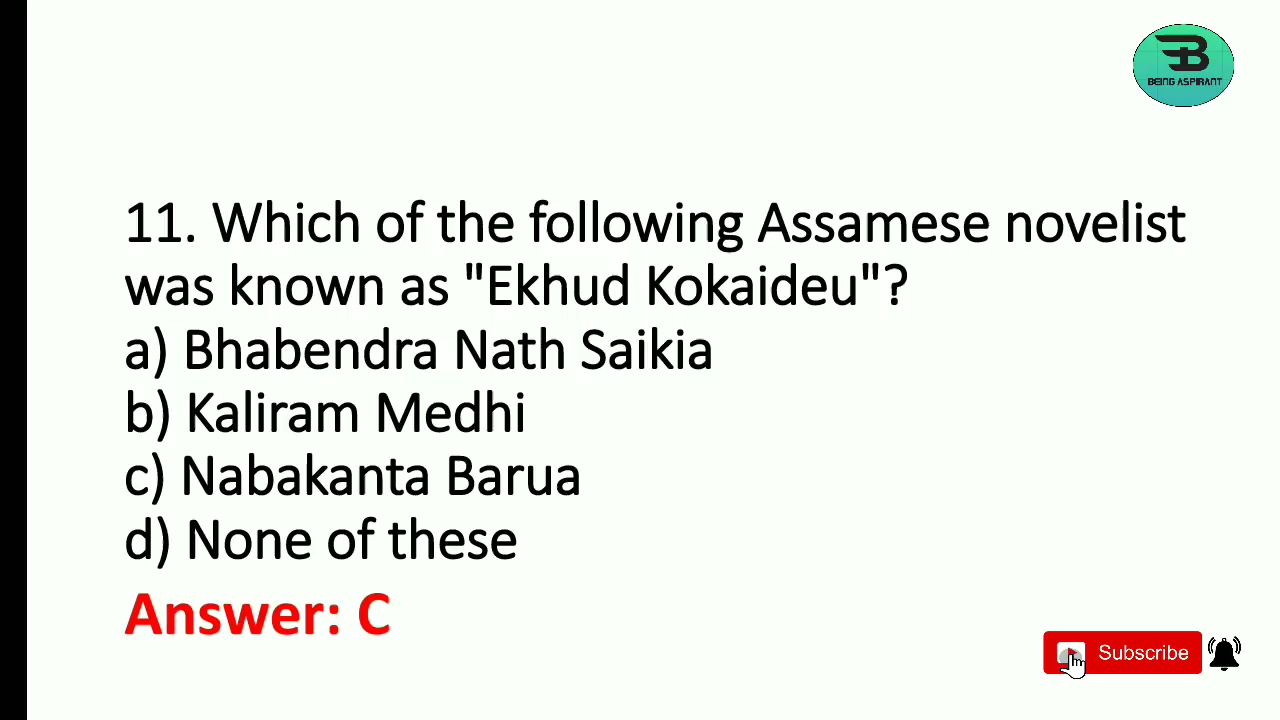 BEING ASPIRANT
11. Which of the following Assamese novelist
was known as "Ekhud Kokaideu"?
a) Bhabendra Nath Saikia
b) Kaliram Medhi
c) Nabakanta Barua
d) None of these
Answer: C
Subscribe